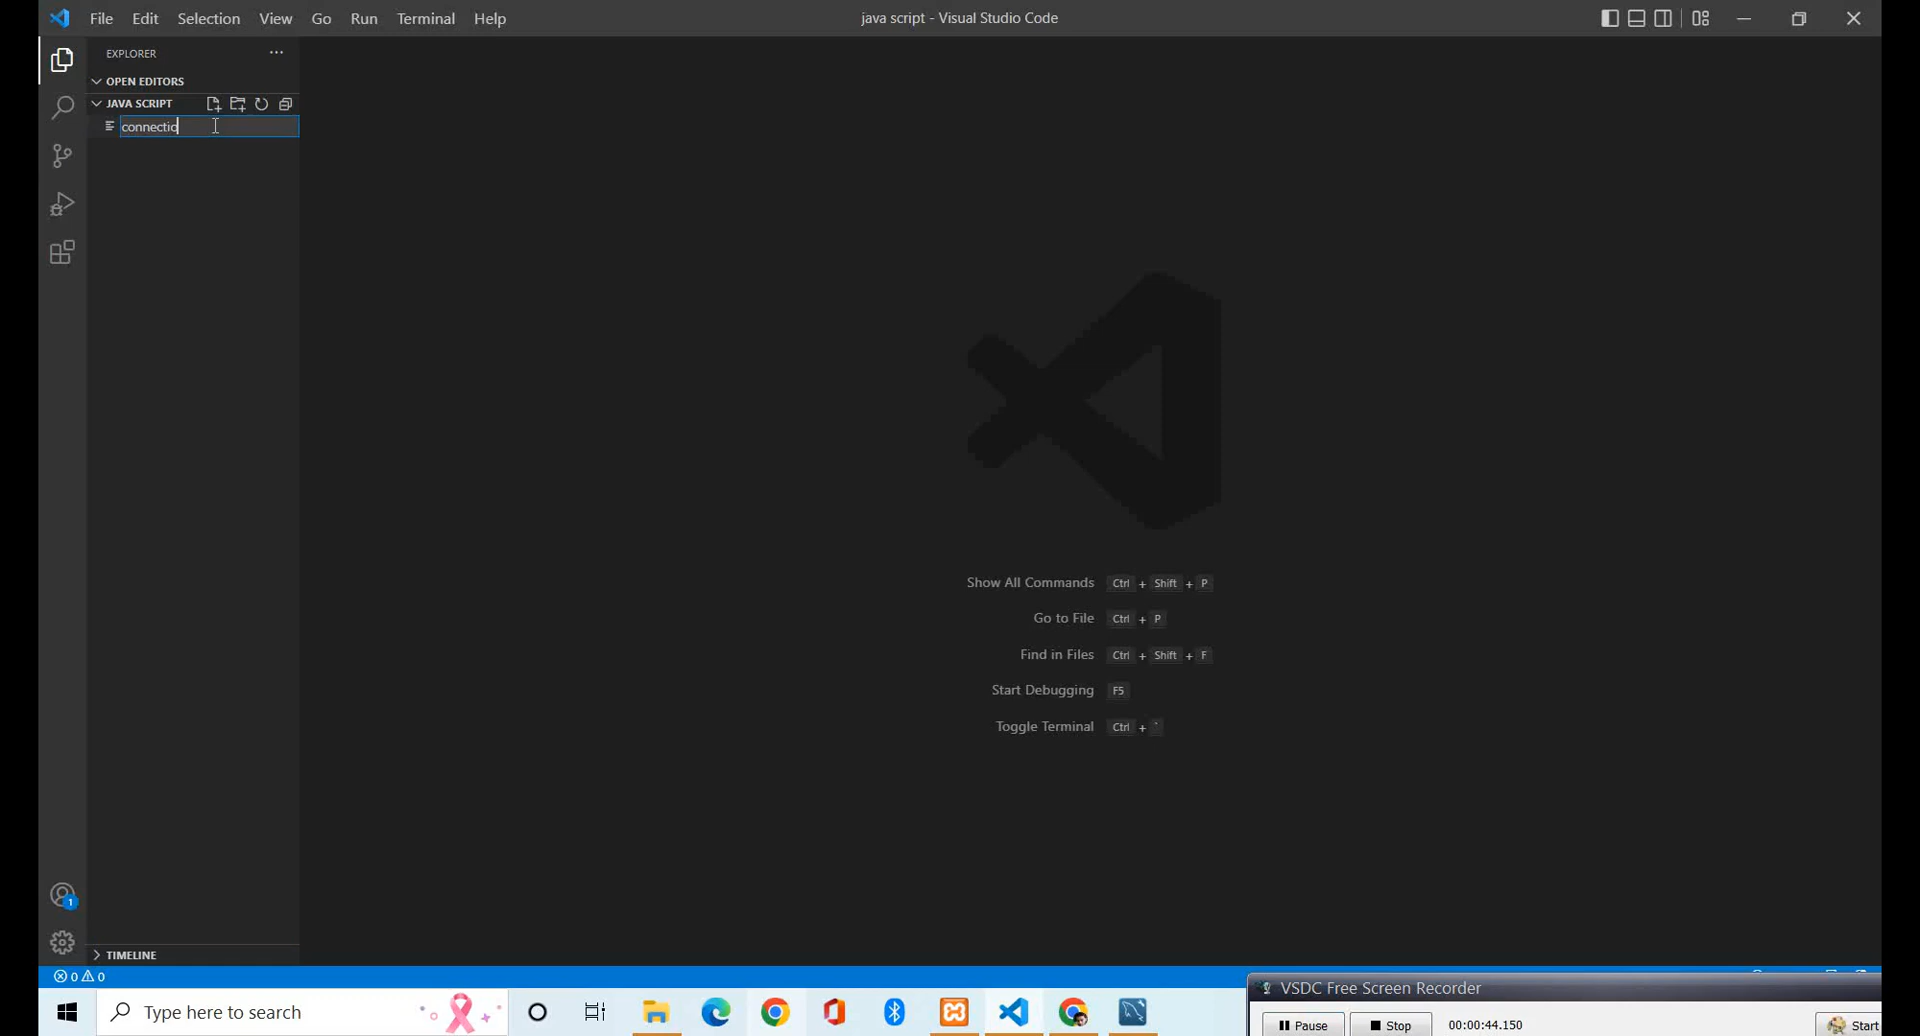 File Edit Selection View Go Run Terminal Help
java script - Visual Studio Code
EXPLORER
OPEN EDITORS
JAVA SCRIPT
connectio
Show All Commands Ctrl + Shift + P
Go to File Ctrl + P
Find in Files Ctrl + Shift + F
Start Debugging F5
Toggle Terminal Ctrl + `
1
TIMELINE
0 0
VSDC Free Screen Recorder
Type here to search
Pause Stop 00:00:44.150 Start